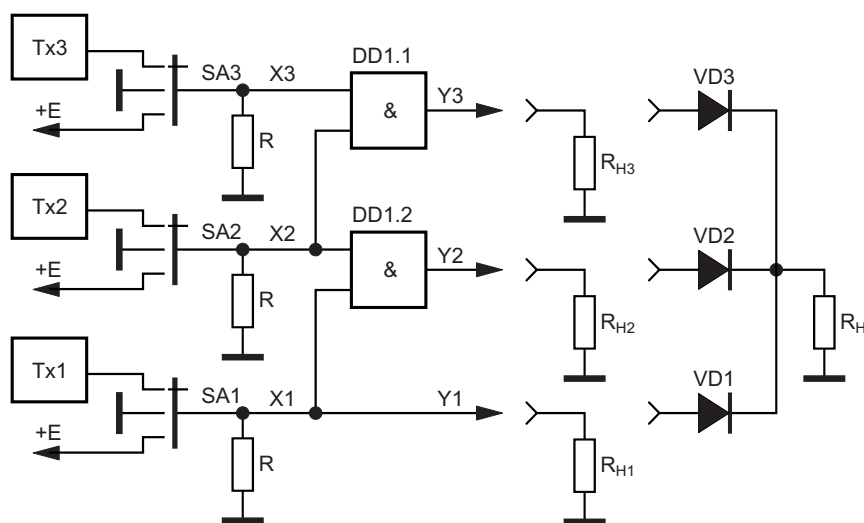 Tx3
SA3 X3 DD1.1
+E
R
&
Y3
R_H3
VD3
Tx2
SA2 X2 DD1.2
+E
R
&
Y2
R_H2
VD2
R_H
Tx1
SA1 X1 Y1
+E
R
R_H1
VD1